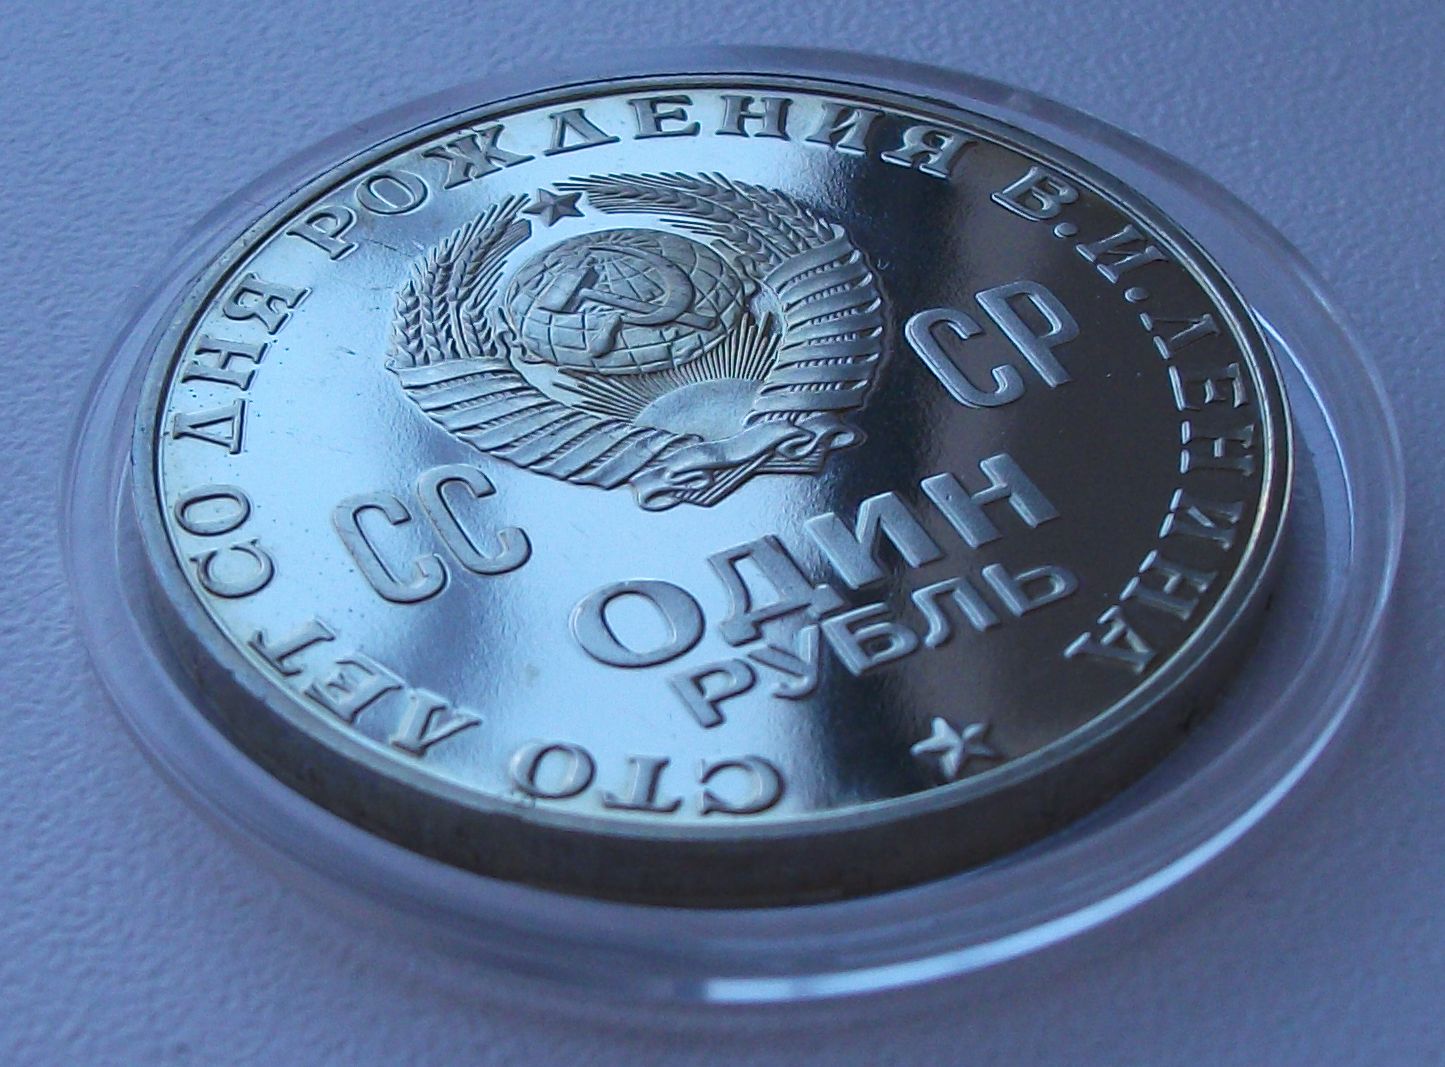 СТО ЛЕТ СО ДНЯ РОЖДЕНИЯ В.И.ЛЕНИНА
СС СР
ОДИН
РУБЛЬ